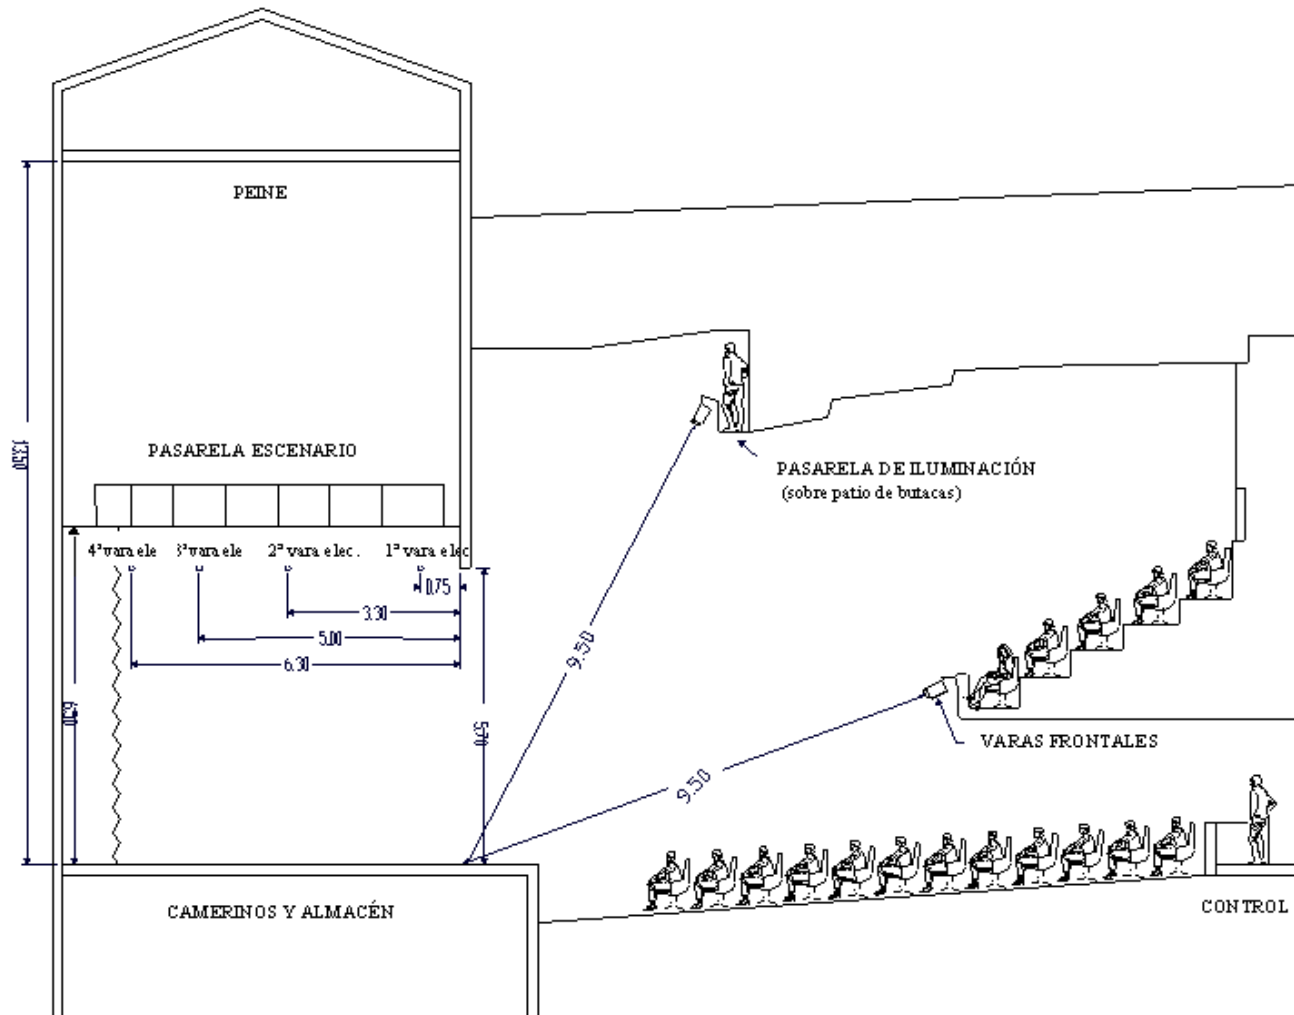 PEINE
13.50
PASARELA ESCENARIO
PASARELA DE ILUMINACIÓN
(sobre patio de butacas)
4ª vara ele
3ª vara ele
2ª vara elec.
1ª vara elec
0.75
3.30
5.00
6.30
5.70
9.50
9.50
VARAS FRONTALES
CAMERINOS Y ALMACÉN
CONTROL